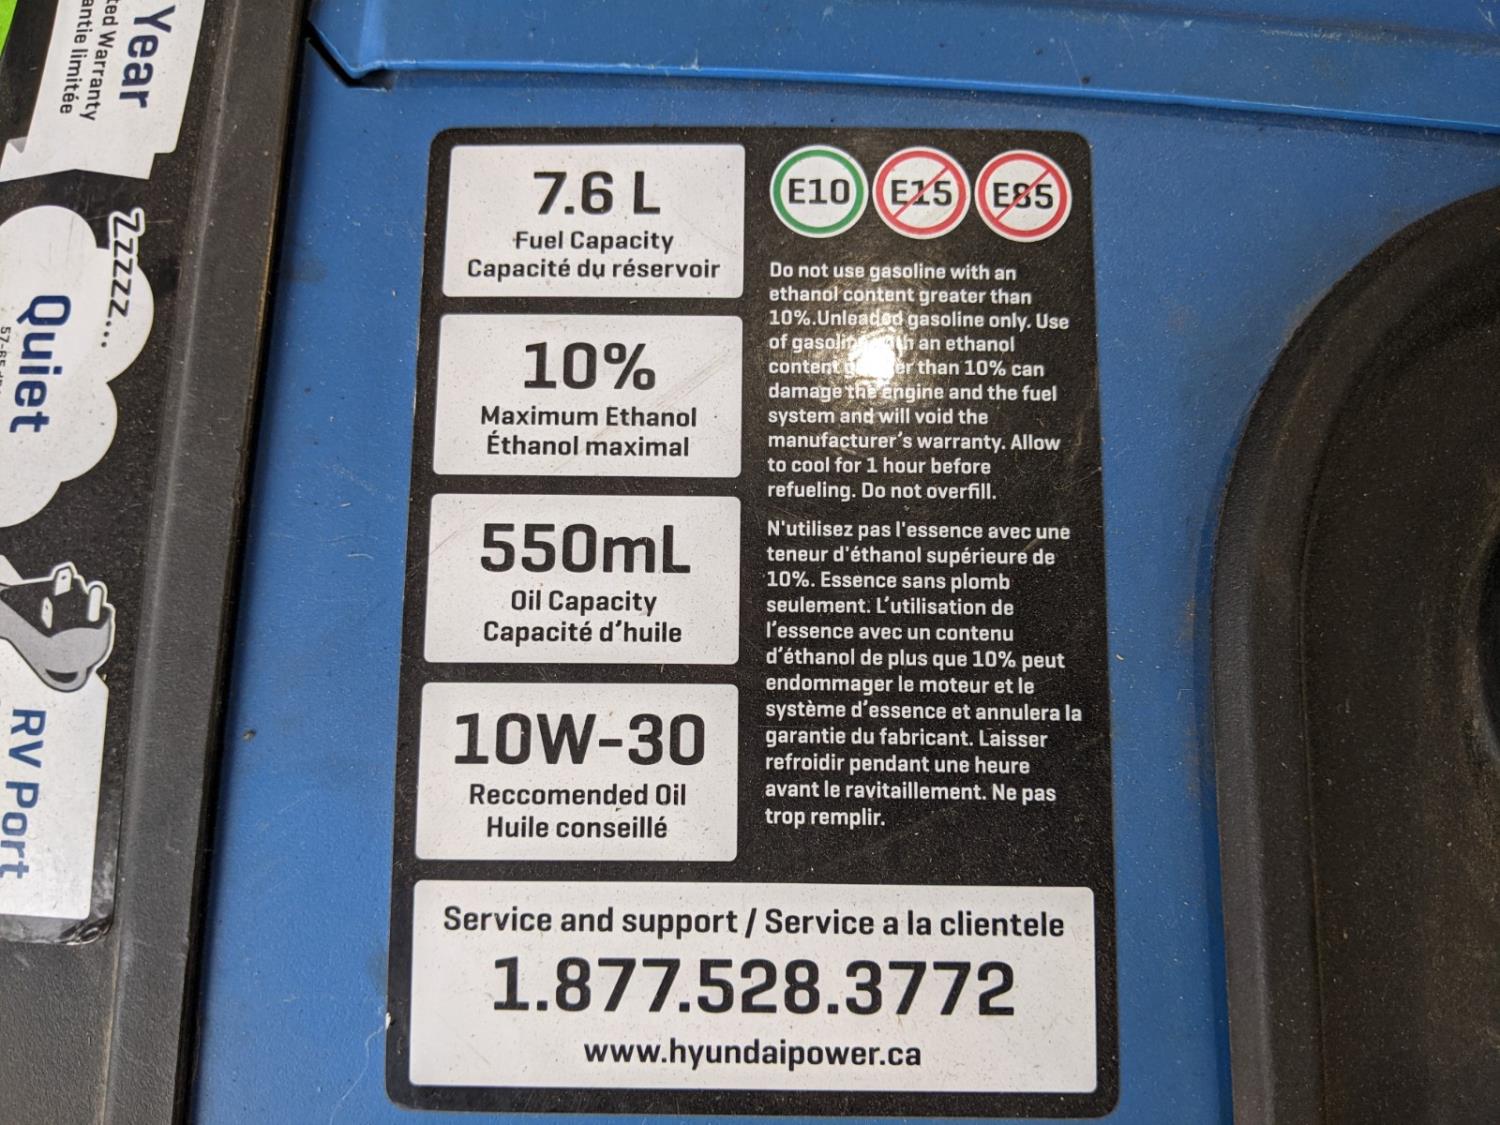 Year
ted Warranty
antie limitée
Zzzzzz...
Quiet
RV Port
7.6 L
Fuel Capacity
Capacité du réservoir
10%
Maximum Ethanol
Éthanol maximal
550mL
Oil Capacity
Capacité d'huile
10W-30
Reccomended Oil
Huile conseillé
E10 E15 E85
Do not use gasoline with an
ethanol content greater than
10%.Unleaded gasoline only. Use
of gasoline with an ethanol
content greater than 10% can
damage the engine and the fuel
system and will void the
manufacturer's warranty. Allow
to cool for 1 hour before
refueling. Do not overfill.
N'utilisez pas l'essence avec une
teneur d'éthanol supérieure de
10%. Essence sans plomb
seulement. L'utilisation de
l'essence avec un contenu
d'éthanol de plus que 10% peut
endommager le moteur et le
système d'essence et annulera la
garantie du fabricant. Laisser
refroidir pendant une heure
avant le ravitaillement. Ne pas
trop remplir.
Service and support / Service a la clientele
1.877.528.3772
www.hyundaipower.ca